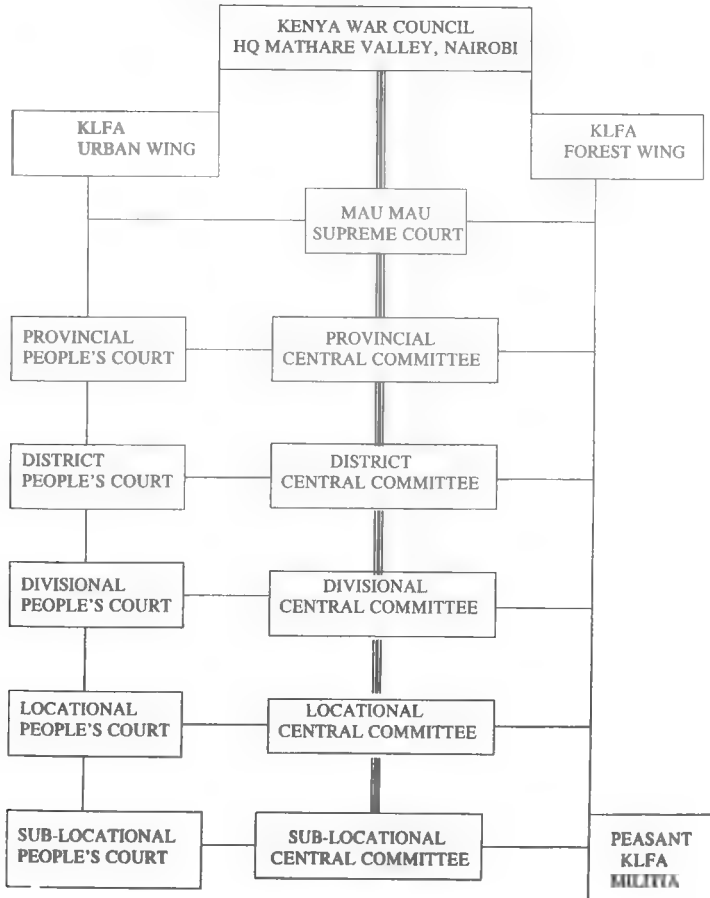 KENYA WAR COUNCIL
HQ MATHARE VALLEY, NAIROBI
KLFA
URBAN WING
KLFA
FOREST WING
MAU MAU
SUPREME COURT
PROVINCIAL
PEOPLE'S COURT
PROVINCIAL
CENTRAL COMMITTEE
DISTRICT
PEOPLE'S COURT
DISTRICT
CENTRAL COMMITTEE
DIVISIONAL
PEOPLE'S COURT
DIVISIONAL
CENTRAL COMMITTEE
LOCATIONAL
PEOPLE'S COURT
LOCATIONAL
CENTRAL COMMITTEE
SUB-LOCATIONAL
PEOPLE'S COURT
SUB-LOCATIONAL
CENTRAL COMMITTEE
PEASANT
KLFA
MILITIA